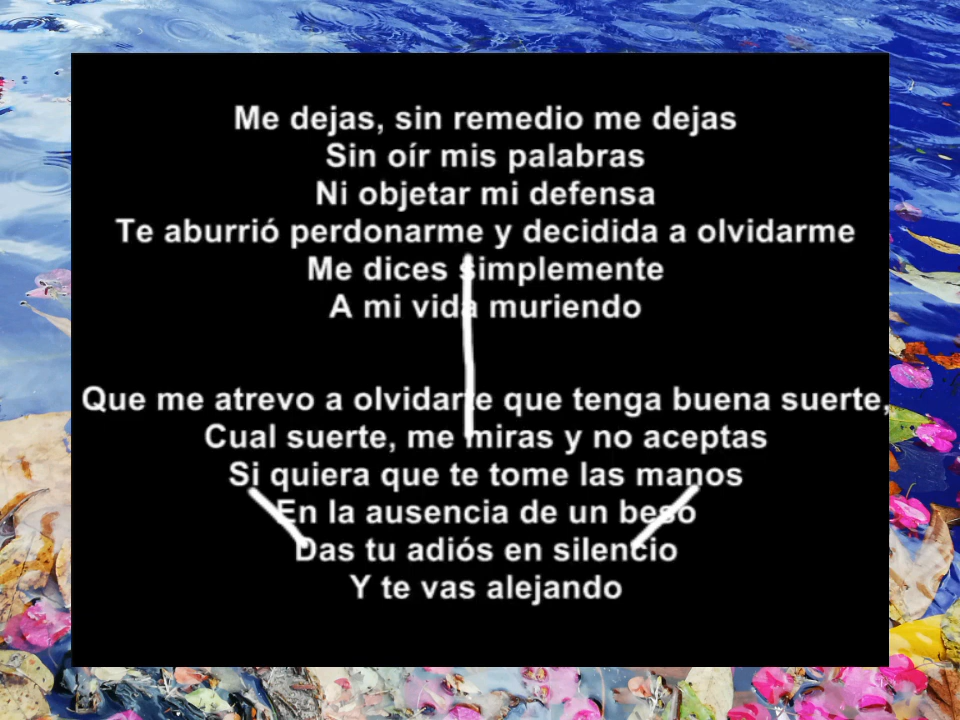 Me dejas, sin remedio me dejas
Sin oír mis palabras
Ni objetar mi defensa
Te aburrió perdonarme y decidida a olvidarme
Me dices simplemente
A mi vida muriendo
Que me atrevo a olvidarte que tenga buena suerte,
Cual suerte, me miras y no aceptas
Si quiera que te tome las manos
En la ausencia de un beso
Das tu adiós en silencio
Y te vas alejando